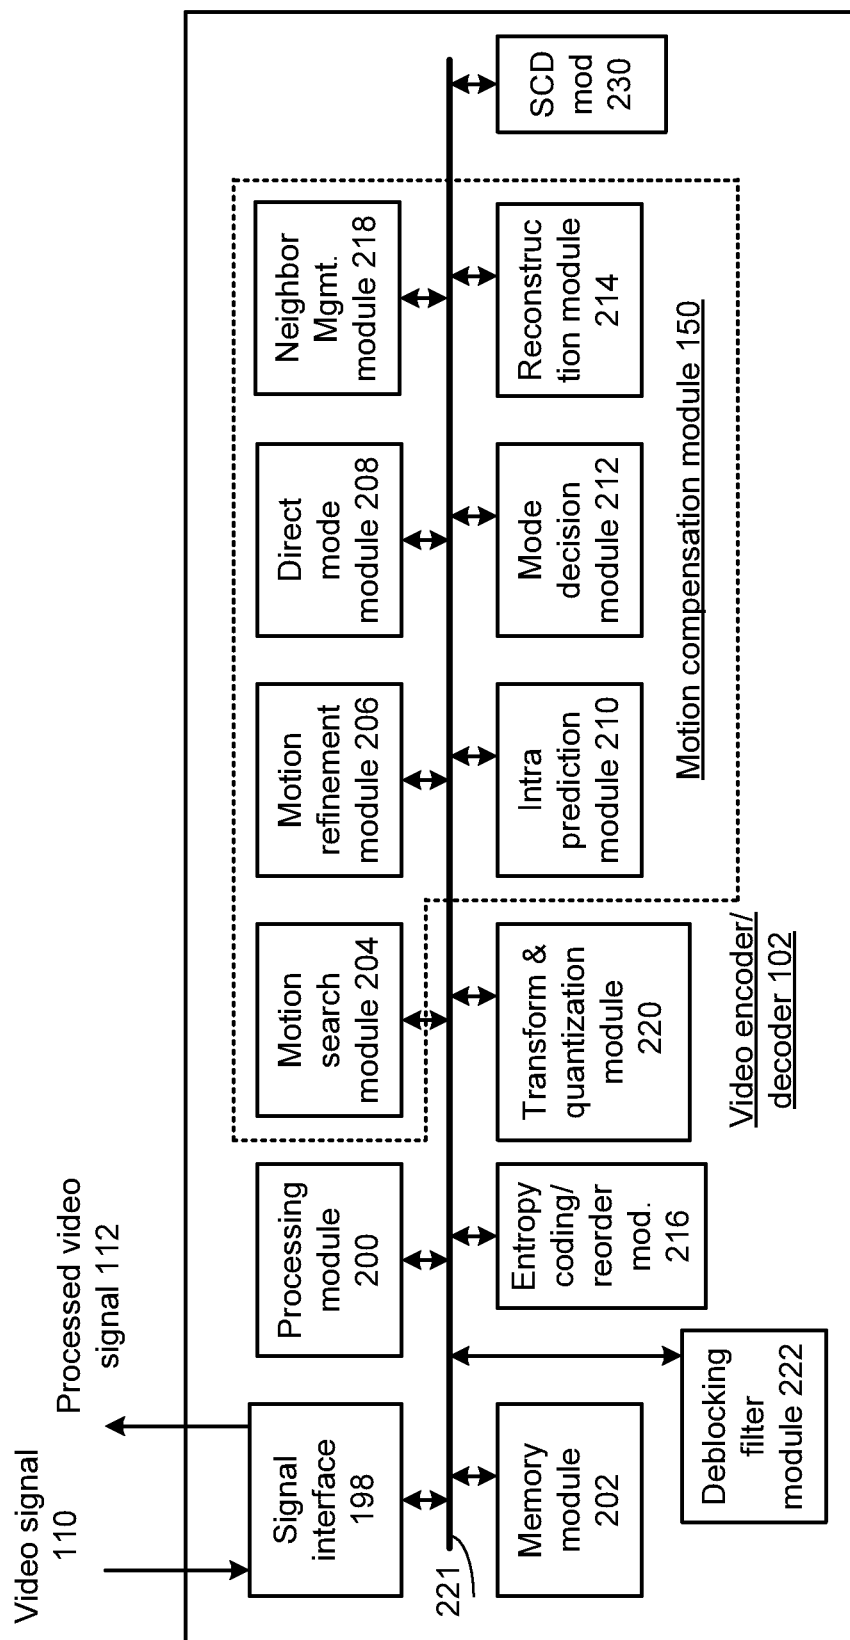 Video signal
110
Processed video
signal 112
Signal
interface
198
Processing
module
200
Motion
search
module 204
Motion
refinement
module 206
Direct
mode
module 208
Neighbor
Mgmt.
module 218
221
Memory
module
202
Entropy
coding/
reorder
mod.
216
Transform &
quantization
module
220
Intra
prediction
module 210
Mode
decision
module 212
Reconstruc
tion module
214
SCD
mod
230
Deblocking
filter
module 222
Video encoder/
decoder 102
Motion compensation module 150